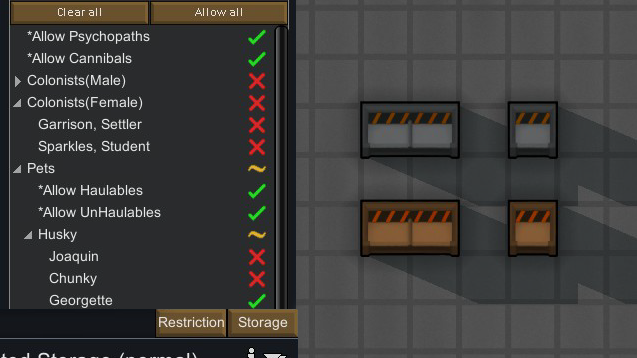 Clear all Allow all
*Allow Psychopaths
*Allow Cannibals
Colonists(Male)
Colonists(Female)
Garrison, Settler
Sparkles, Student
Pets
*Allow Haulables
*Allow UnHaulables
Husky
Joaquin
Chunky
Georgette
Restriction Storage
Storage (normal)